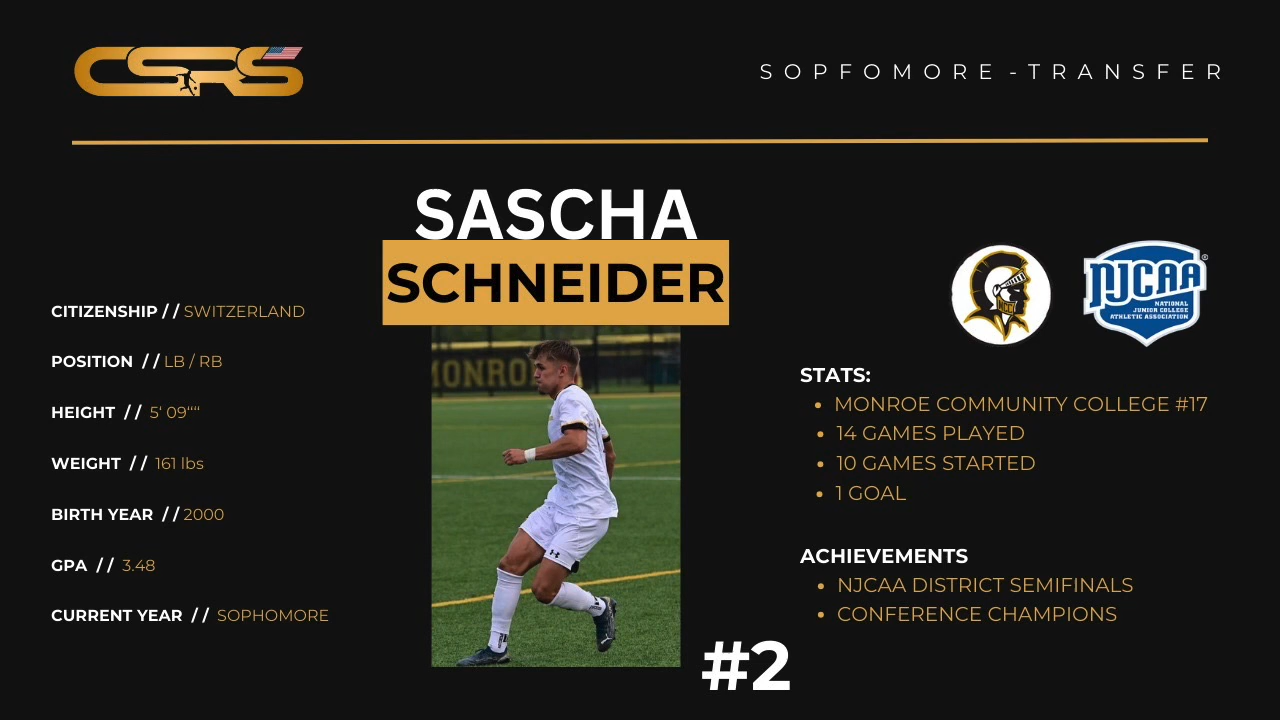 CSRS
SOPFOMORE-TRANSFER
SASCHA
SCHNEIDER
CITIZENSHIP // SWITZERLAND
POSITION // LB / RB
HEIGHT // 5' 09““
WEIGHT // 161 lbs
BIRTH YEAR // 2000
GPA // 3.48
CURRENT YEAR // SOPHOMORE
MONRO
#2
MCC
NJCAA®
NATIONAL
JUNIOR COLLEGE
ATHLETIC ASSOCIATION
STATS:
• MONROE COMMUNITY COLLEGE #17
• 14 GAMES PLAYED
• 10 GAMES STARTED
• 1 GOAL
ACHIEVEMENTS
• NJCAA DISTRICT SEMIFINALS
• CONFERENCE CHAMPIONS